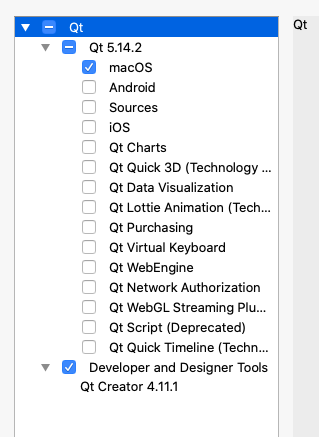 Qt
Qt
Qt 5.14.2
macOS
Android
Sources
iOS
Qt Charts
Qt Quick 3D (Technology ...
Qt Data Visualization
Qt Lottie Animation (Tech...
Qt Purchasing
Qt Virtual Keyboard
Qt WebEngine
Qt Network Authorization
Qt WebGL Streaming Plu...
Qt Script (Deprecated)
Qt Quick Timeline (Techn...
Developer and Designer Tools
Qt Creator 4.11.1